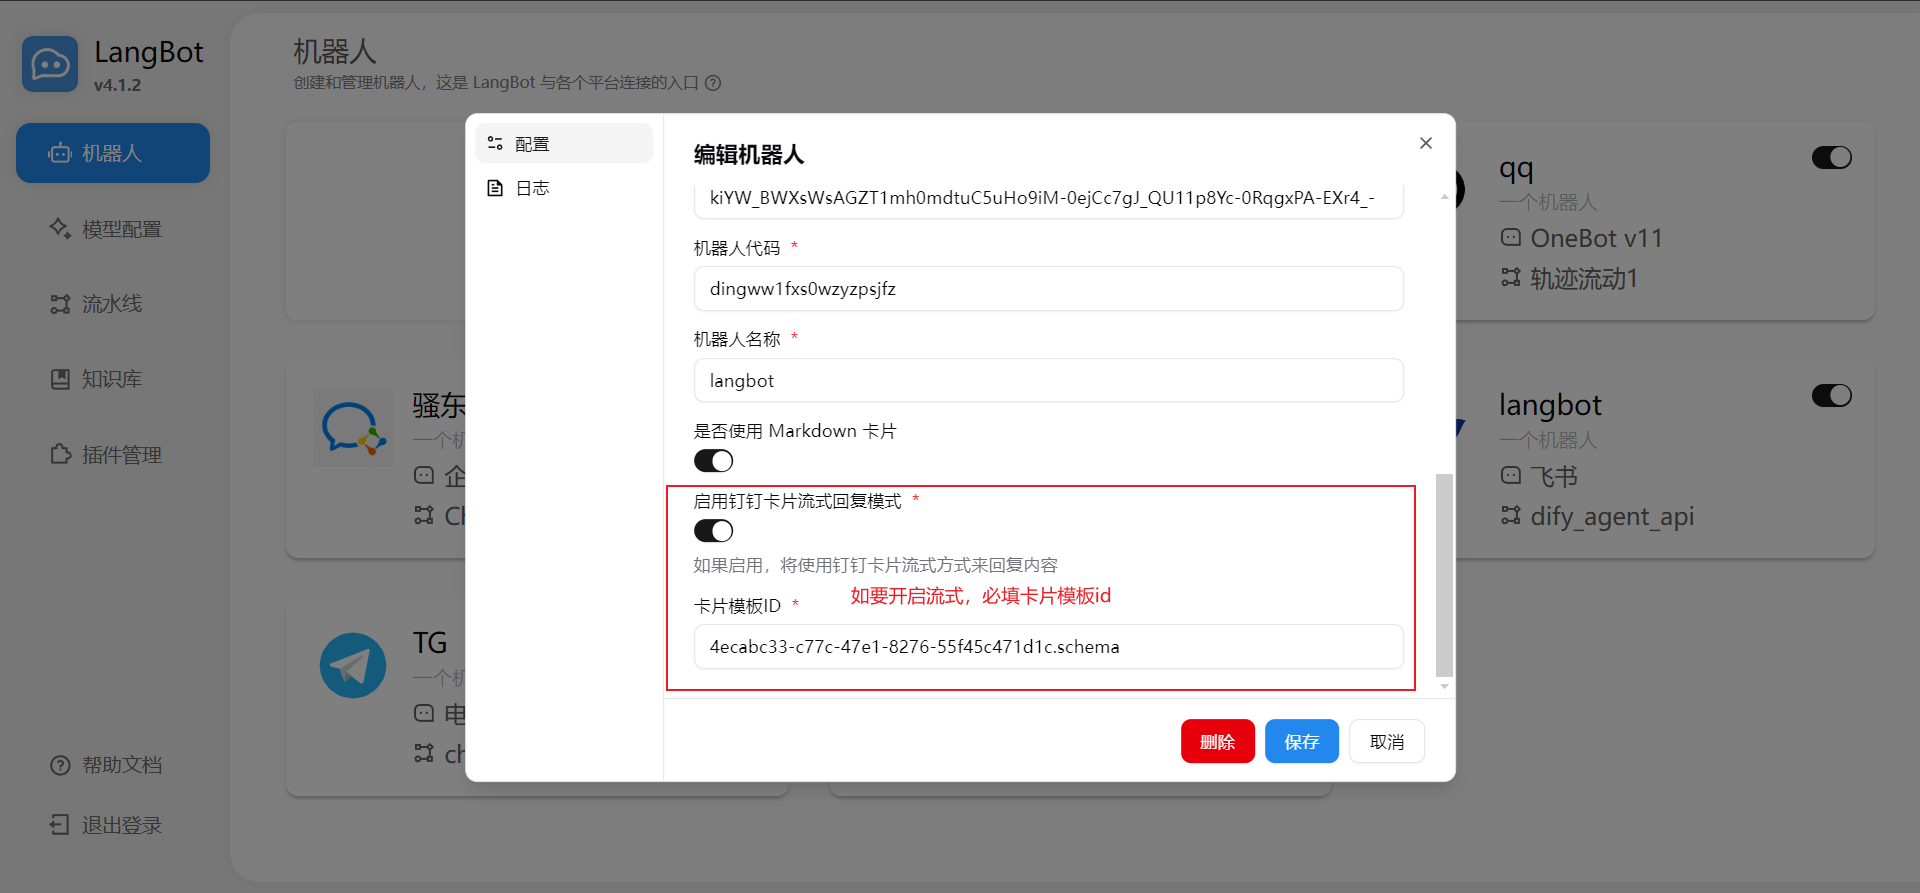 LangBot
v4.1.2
机器人
模型配置
流水线
知识库
插件管理
帮助文档
退出登录
机器人
创建和管理机器人，这是 LangBot 与各个平台连接的入口
骚东
一个机
企
Ch
TG
一个机
电
ch
qq
一个机器人
OneBot v11
轨迹流动1
langbot
一个机器人
飞书
dify_agent_api
配置
日志
编辑机器人
kiYW_BWXsWsAGZT1mh0mdtuC5uHo9iM-0ejCc7gJ_QU11p8Yc-0RqgxPA-EXr4_-
机器人代码 *
dingww1fxs0wzyzpsjfz
机器人名称 *
langbot
是否使用 Markdown 卡片
启用钉钉卡片流式回复模式 *
如果启用，将使用钉钉卡片流式方式来回复内容
如要开启流式，必填卡片模板id
卡片模板ID *
4ecabc33-c77c-47e1-8276-55f45c471d1c.schema
删除
保存
取消